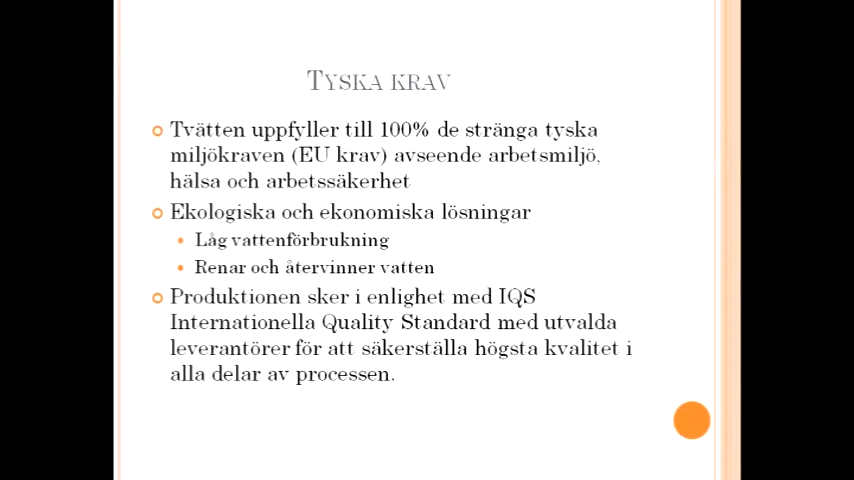 Tyska krav
Tvätten uppfyller till 100% de stränga tyska
miljökraven (EU krav) avseende arbetsmiljö,
hälsa och arbetssäkerhet
Ekologiska och ekonomiska lösningar
Låg vattenförbrukning
Renar och återvinner vatten
Produktionen sker i enlighet med IQS
Internationella Quality Standard med utvalda
leverantörer för att säkerställa högsta kvalitet i
alla delar av processen.